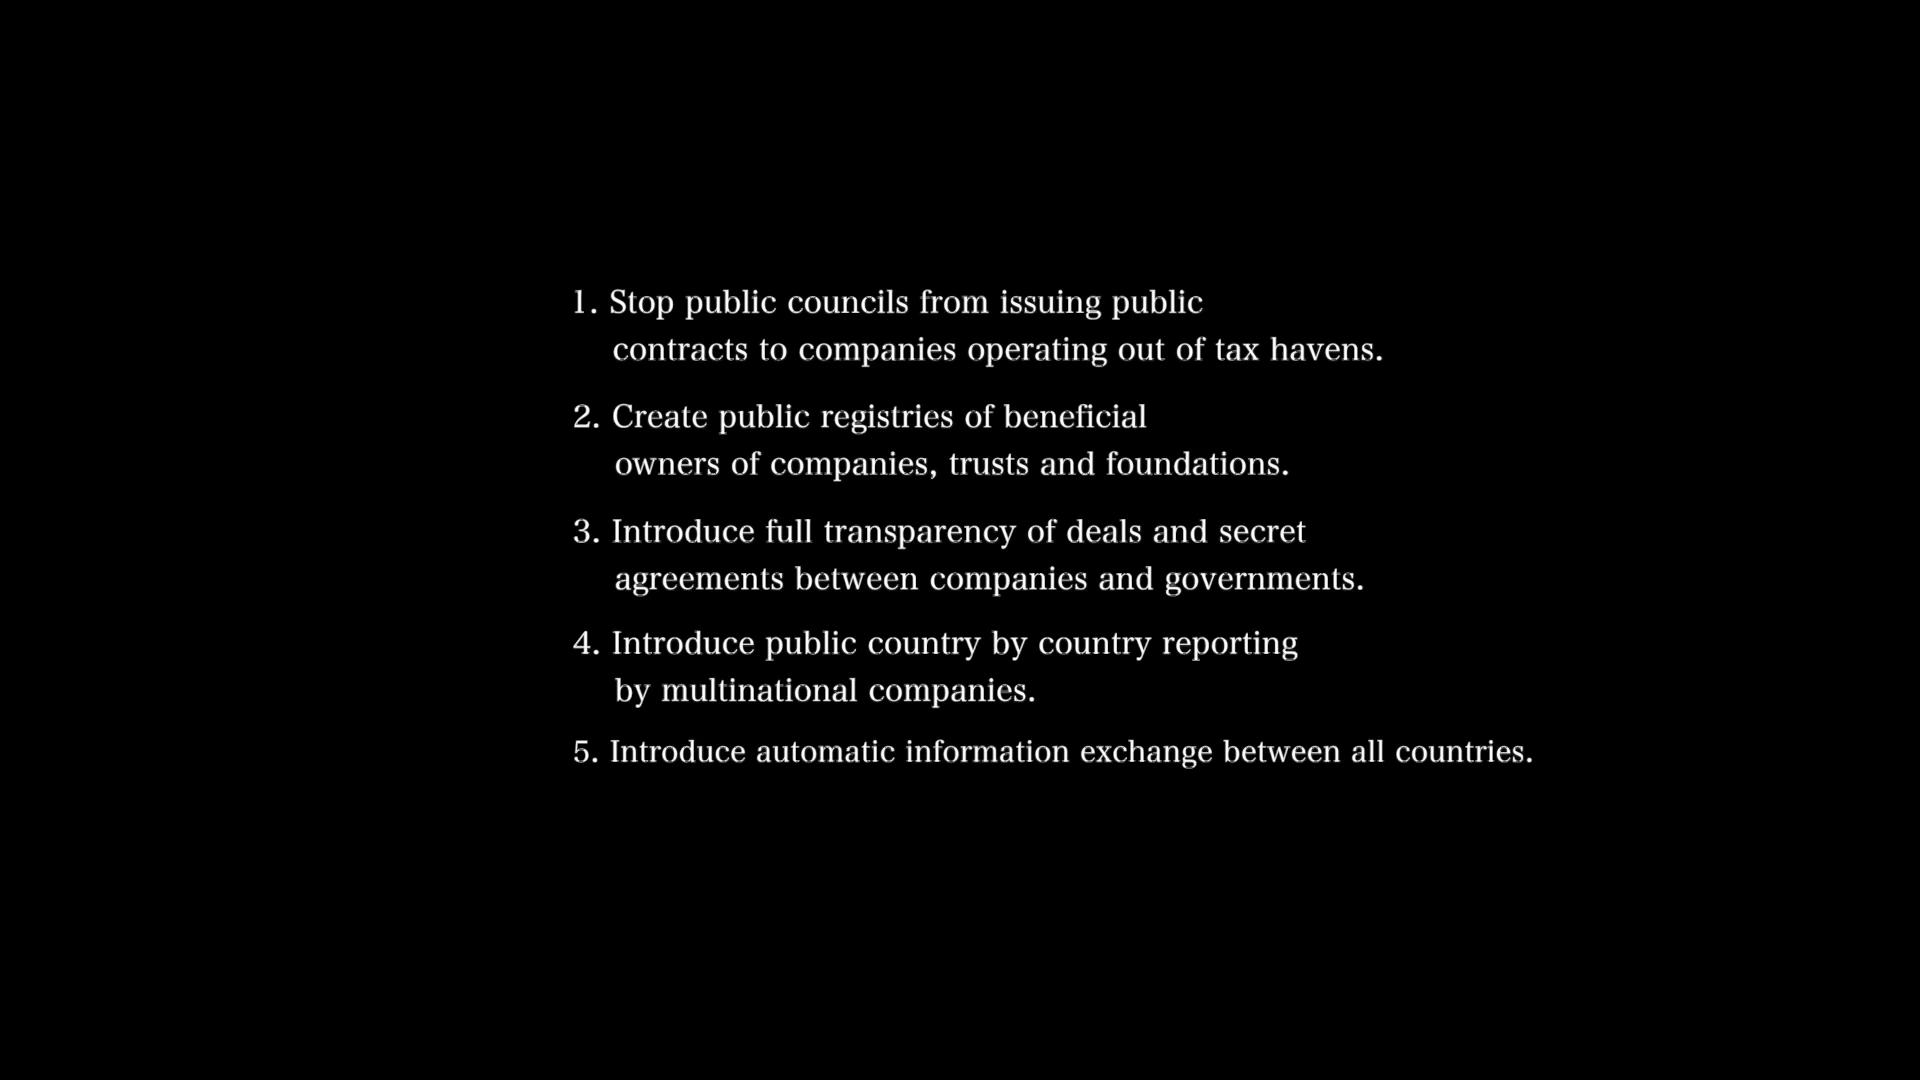 1. Stop public councils from issuing public
contracts to companies operating out of tax havens.
2. Create public registries of beneficial
owners of companies, trusts and foundations.
3. Introduce full transparency of deals and secret
agreements between companies and governments.
4. Introduce public country by country reporting
by multinational companies.
5. Introduce automatic information exchange between all countries.